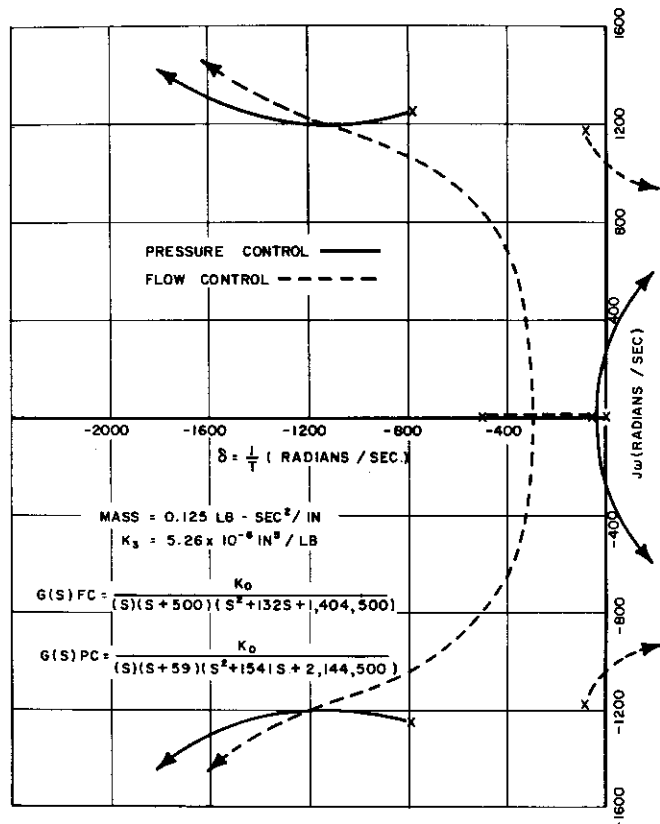 1600
1200
800
400
-400
-800
-1200
-1600
Jω (RADIANS / SEC)
PRESSURE CONTROL
FLOW CONTROL
-2000 -1600 -1200 -800 -400
δ = 1/T ( RADIANS / SEC.)
MASS = 0.125 LB - SEC²/ IN
K₃ = 5.26 x 10⁻⁶ IN⁵ / LB
G(S) FC = K₀ / (S)(S+500)(S²+132S+1,404,500)
G(S) PC = K₀ / (S)(S+59)(S²+1541S+2,144,500)